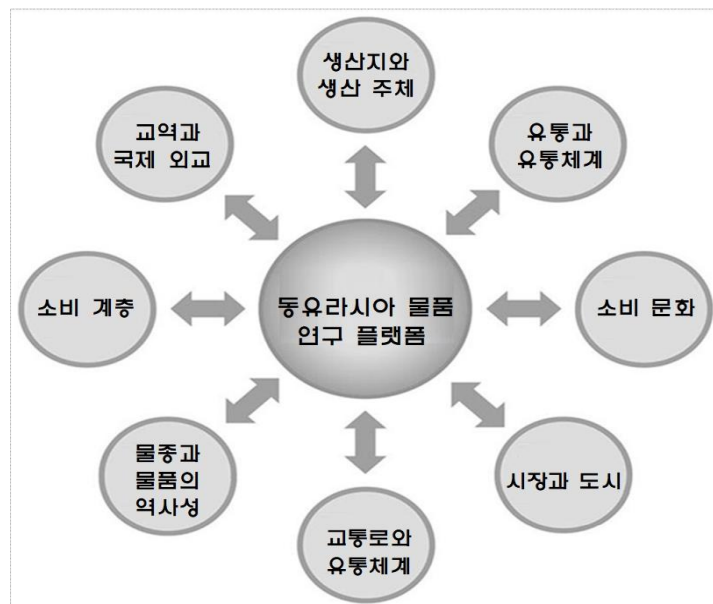 생산지와
생산 주체
교역과
국제 외교
유통과
유통체계
소비 계층
동유라시아 물품
연구 플랫폼
소비 문화
물종과
물품의
역사성
시장과 도시
교통로와
유통체계